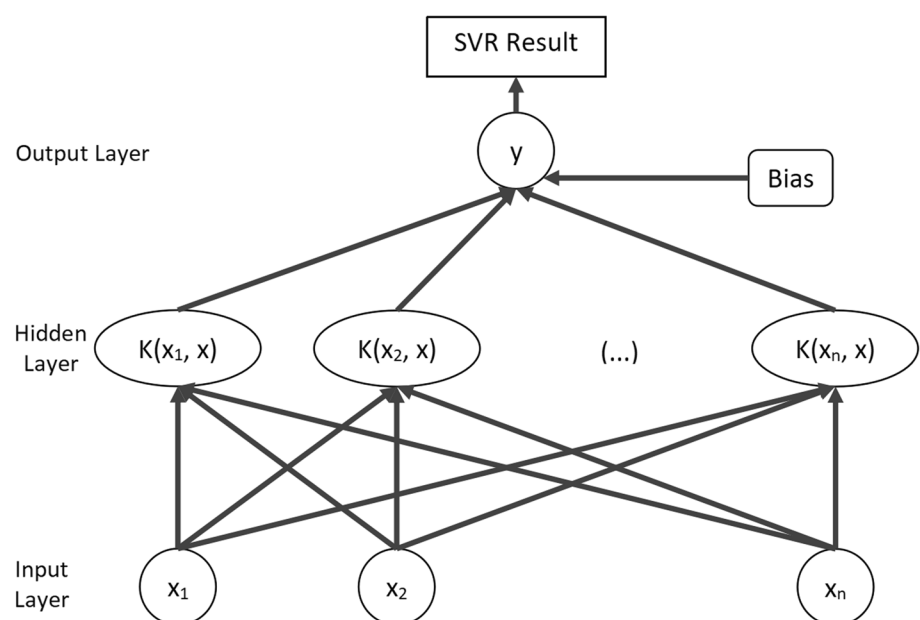 SVR Result
Output Layer
y
Bias
Hidden
Layer
K(x₁, x)
K(x₂, x)
(...)
K(xₙ, x)
Input
Layer
x₁
x₂
xₙ